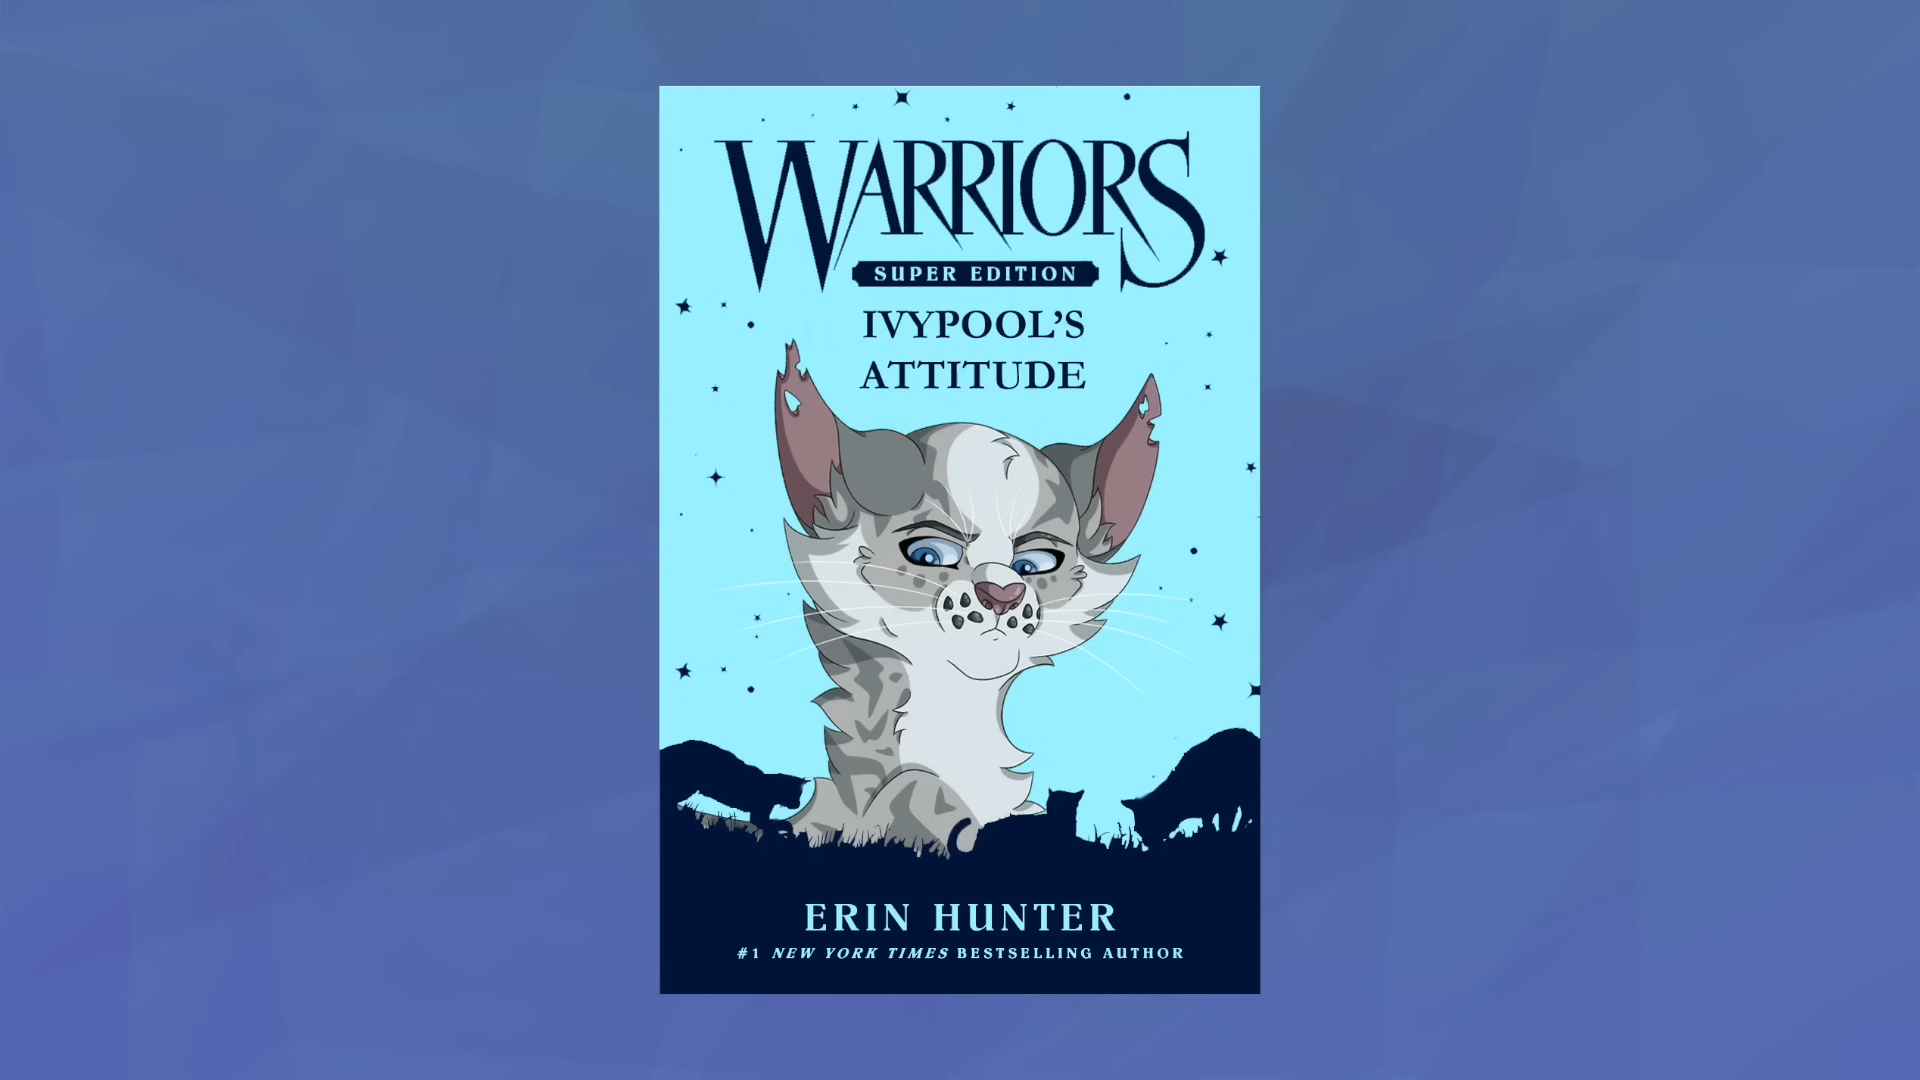 WARRIORS
SUPER EDITION
IVYPOOL’S
ATTITUDE
ERIN HUNTER
#1 NEW YORK TIMES BESTSELLING AUTHOR